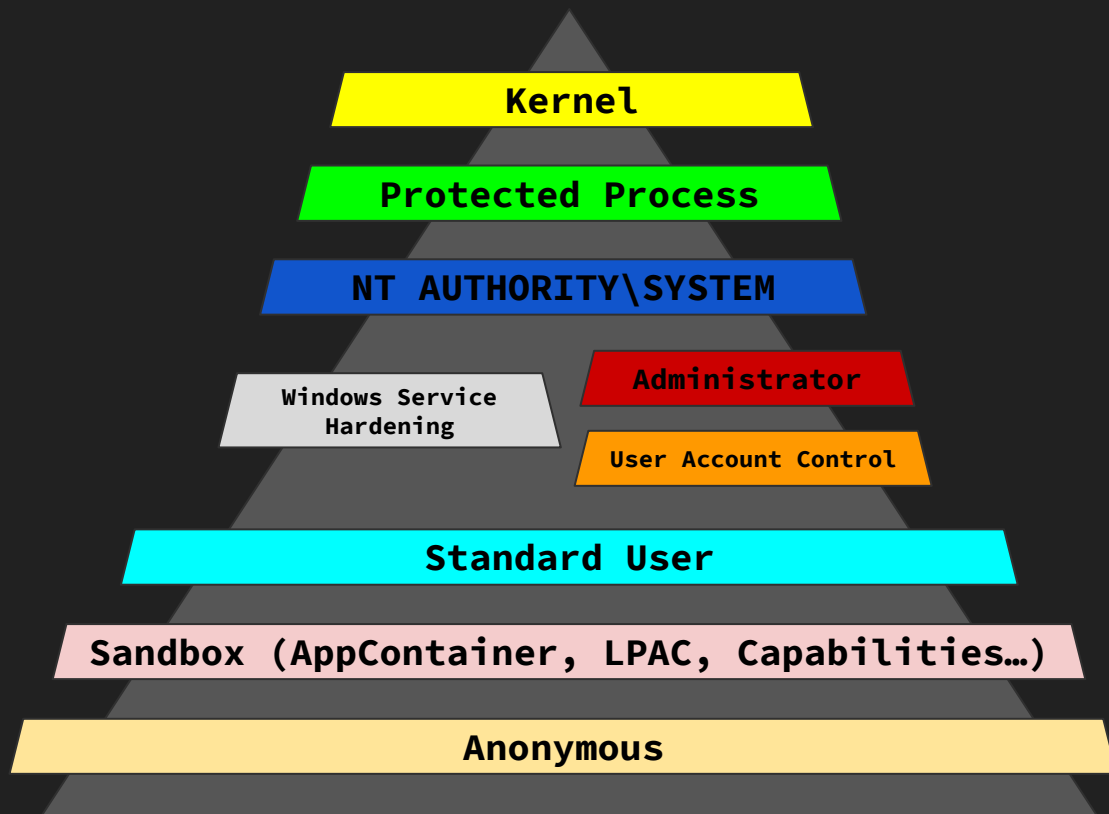 Kernel
Protected Process
NT AUTHORITY\SYSTEM
Windows Service
Hardening
Administrator
User Account Control
Standard User
Sandbox (AppContainer, LPAC, Capabilities…)
Anonymous